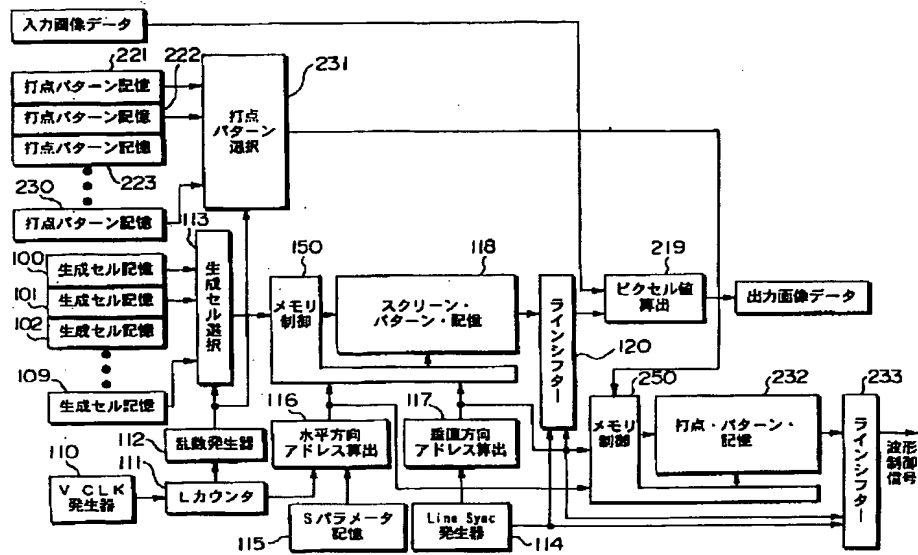 入力画像データ
221
222
231
打点パターン記憶
打点パターン記憶
打点パターン記憶
223
230
打点パターン記憶
打点
パターン
選択
113
100
生成セル記憶
101
生成セル記憶
102
生成セル記憶
109
生成セル記憶
生成セル選択
150
メモリ
制御
118
スクリーン・
パターン・記憶
ラインシフター
120
219
ピクセル値
算出
出力画像データ
250
メモリ
制御
232
打点・パターン・
記憶
233
ラインシフター
波形
制御
信号
112
乱数発生器
116
水平方向
アドレス算出
117
垂直方向
アドレス算出
110
V CLK
発生器
111
Lカウンタ
115
Sパラメータ
記憶
Line Sync
発生器
114